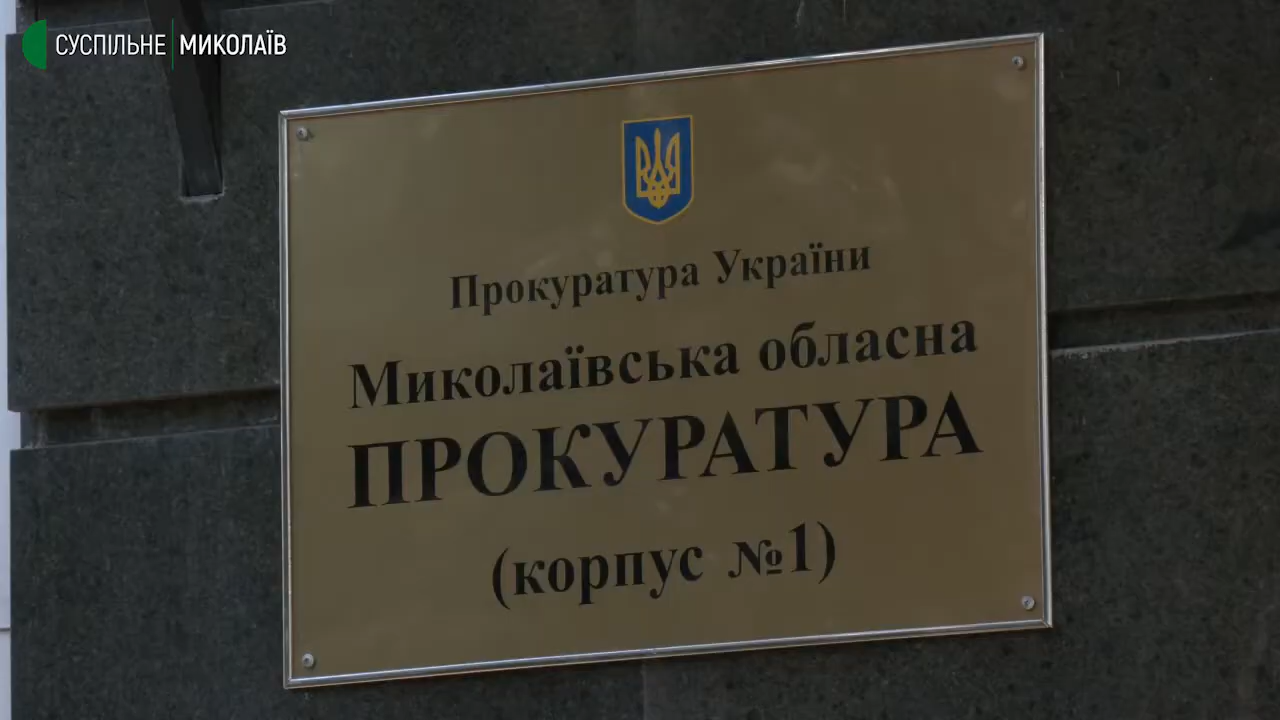 СУСПІЛЬНЕ МИКОЛАЇВ
Прокуратура України
Миколаївська обласна
ПРОКУРАТУРА
(корпус №1)